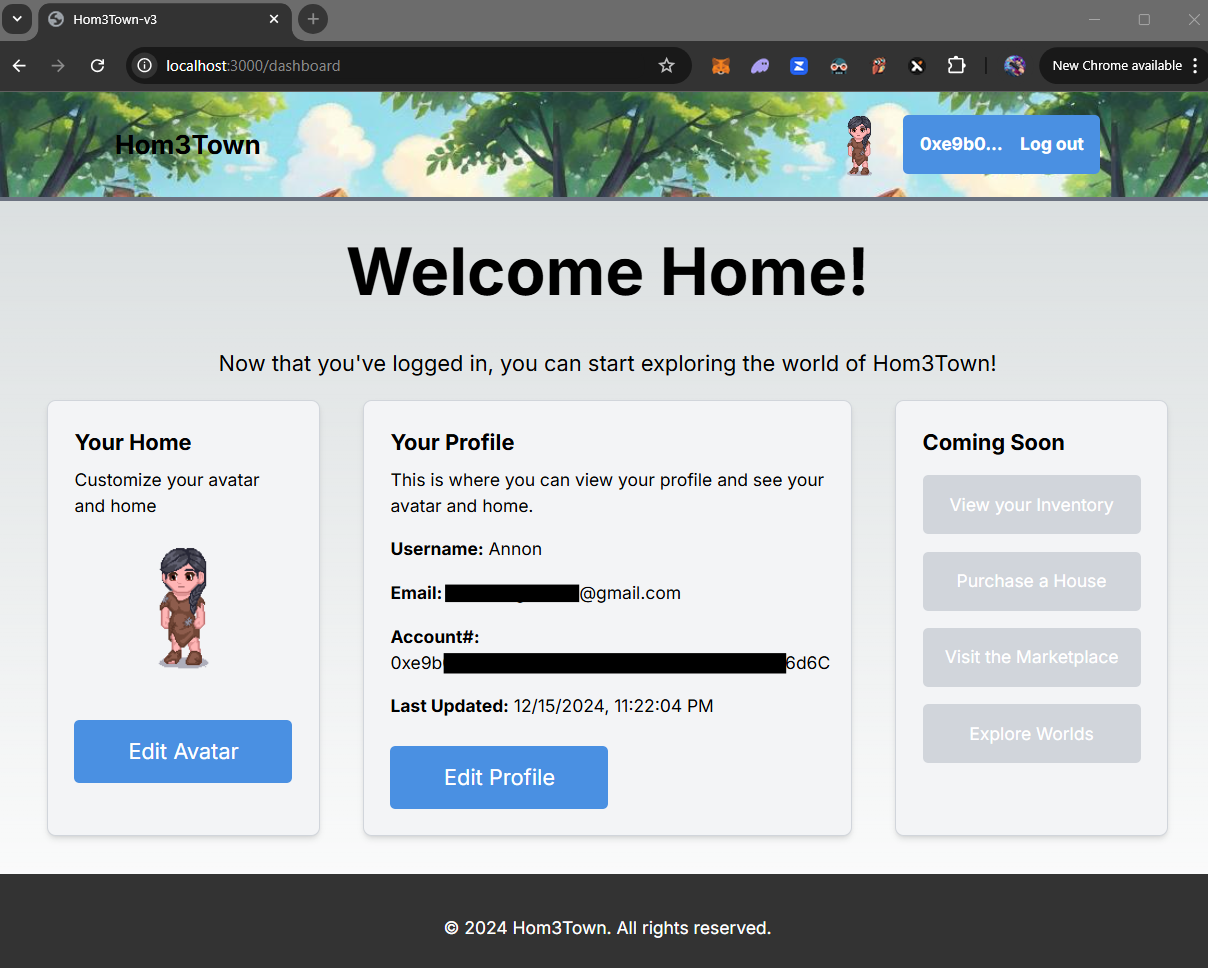 Hom3Town-v3
localhost:3000/dashboard
New Chrome available
Hom3Town
0xe9b0... Log out
Welcome Home!
Now that you've logged in, you can start exploring the world of Hom3Town!
Your Home
Customize your avatar
and home
Edit Avatar
Your Profile
This is where you can view your profile and see your
avatar and home.
Username: Annon
Email: @gmail.com
Account#:
0xe9b 6d6C
Last Updated: 12/15/2024, 11:22:04 PM
Edit Profile
Coming Soon
View your Inventory
Purchase a House
Visit the Marketplace
Explore Worlds
© 2024 Hom3Town. All rights reserved.